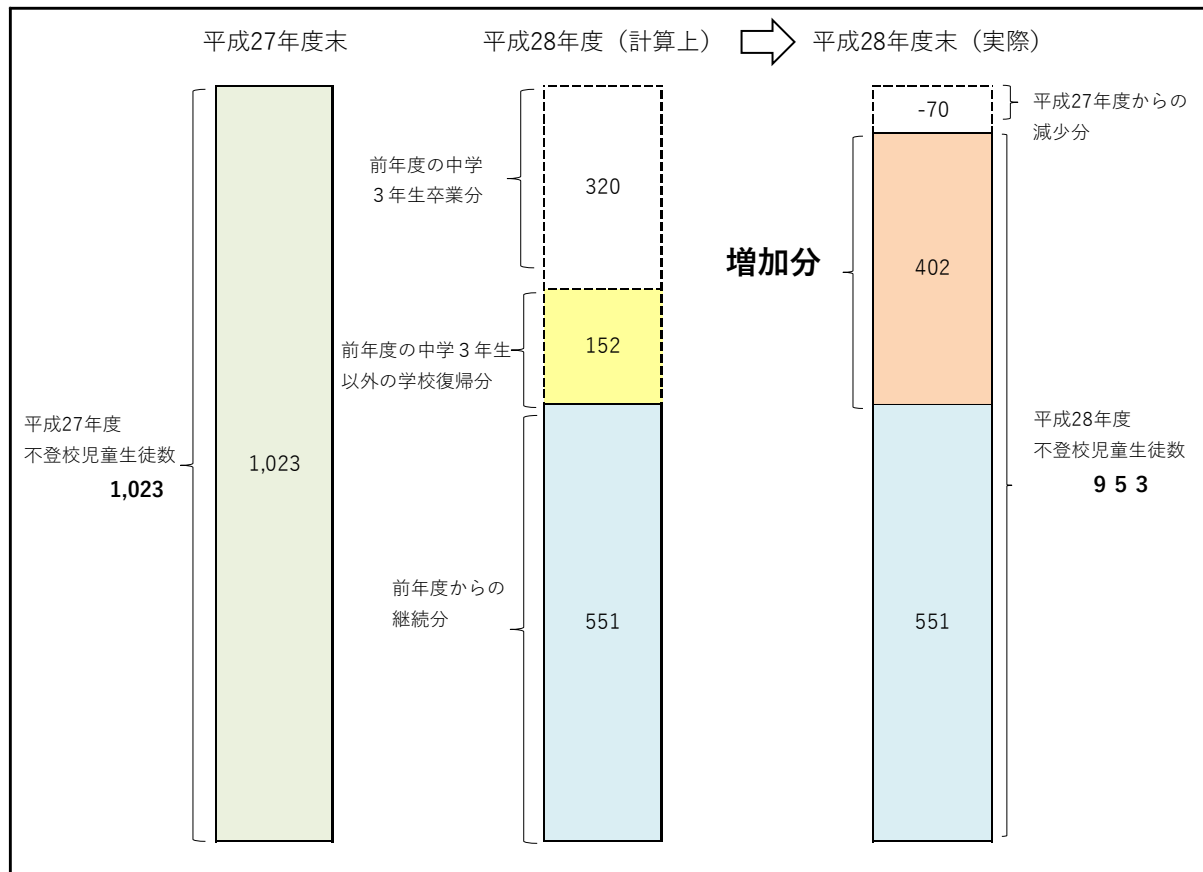 平成27年度末
平成28年度（計算上）
平成28年度末（実際）
-70
平成27年度からの
減少分
前年度の中学
３年生卒業分
320
増加分
402
前年度の中学３年生
以外の学校復帰分
152
平成27年度
不登校児童生徒数
1,023
1,023
平成28年度
不登校児童生徒数
９５３
前年度からの
継続分
551
551